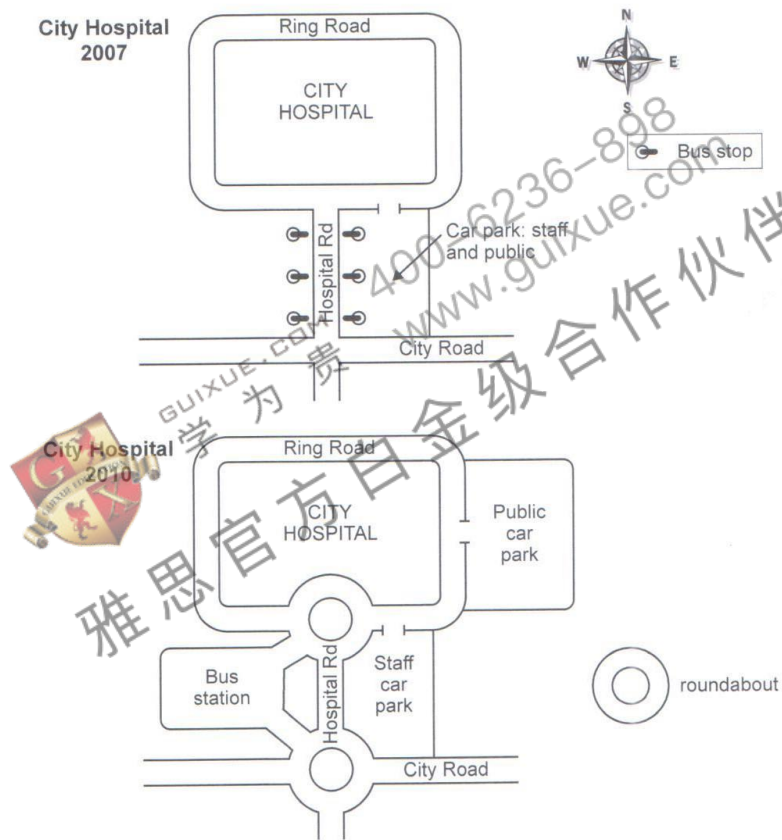 City Hospital
2007
Ring Road
CITY
HOSPITAL
N
W
E
S
Bus stop
Hospital Rd
Car park: staff
and public
City Road
400-6236-898
www.guixue.com
GUIXUE.COM
学为贵
雅思官方白金级合作伙伴
City Hospital
2010
GUIXUE EDUCATION
G
X
Ring Road
CITY
HOSPITAL
Public
car
park
Bus
station
Hospital Rd
Staff
car
park
roundabout
City Road